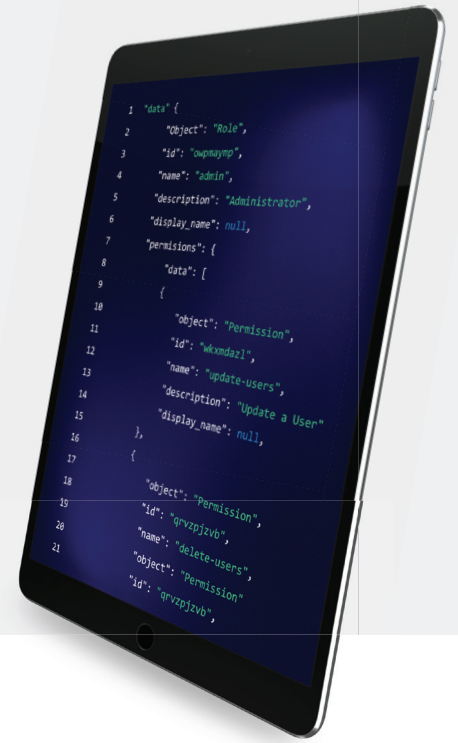 1 "data" {
2 "Object": "Role",
3 "id": "owpmaymp",
4 "name": "admin",
5 "description": "Administrator",
6 "display_name": null,
7 "permisions": {
8 "data": [
9 {
10 "object": "Permission",
11 "id": "wkxmdazl",
12 "name": "update-users",
13 "description": "Update a User"
14 "display_name": null,
15 },
16 {
17 "object": "Permission",
18 "id": "qrvzpjzvb",
19 "name": "delete-users",
20 "object": "Permission"
21 "id": "qrvzpjzvb",